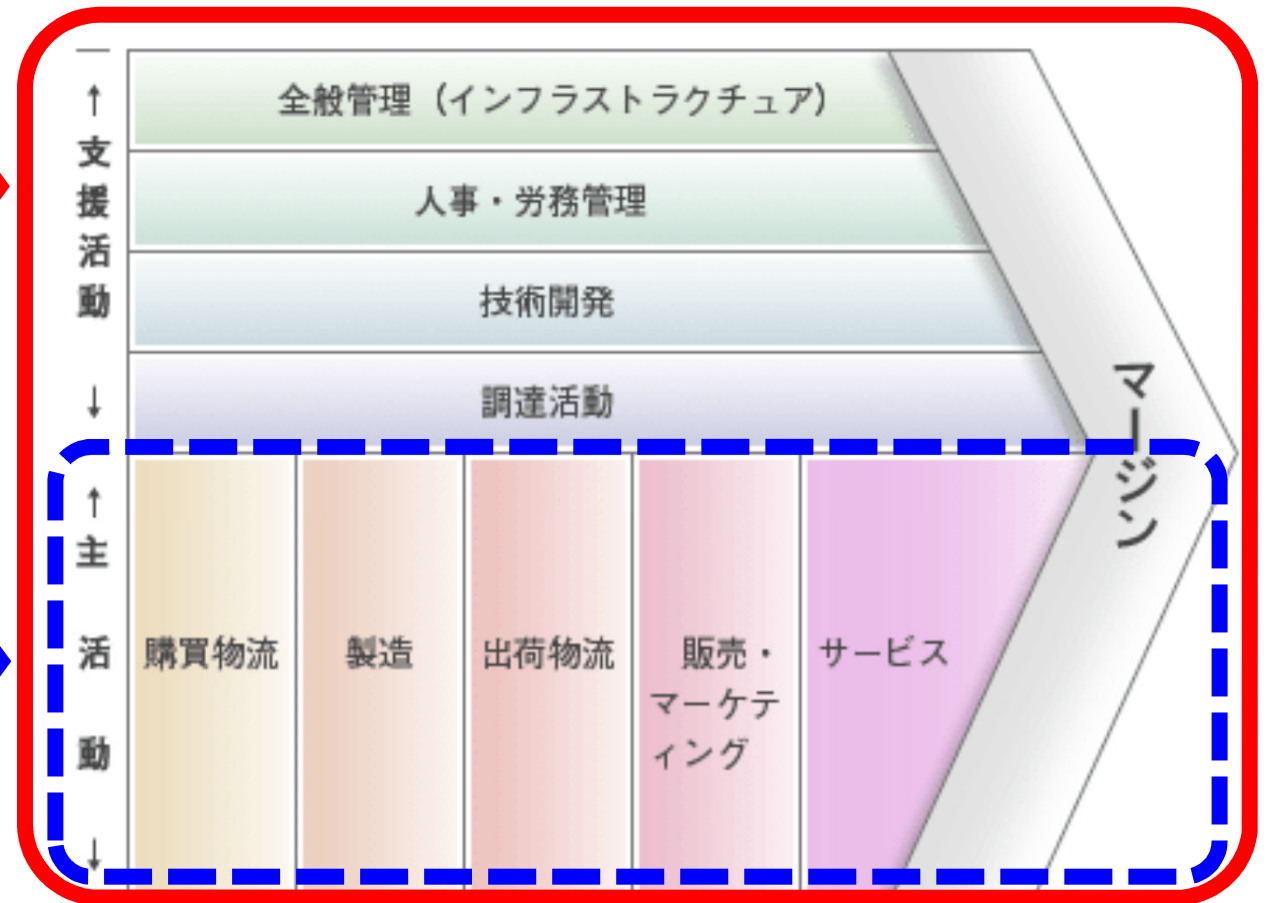 ↑支援活動↓
全般管理（インフラストラクチュア）
人事・労務管理
技術開発
調達活動
マージン
↑主活動↓
購買物流
製造
出荷物流
販売・
マーケテ
ィング
サービス